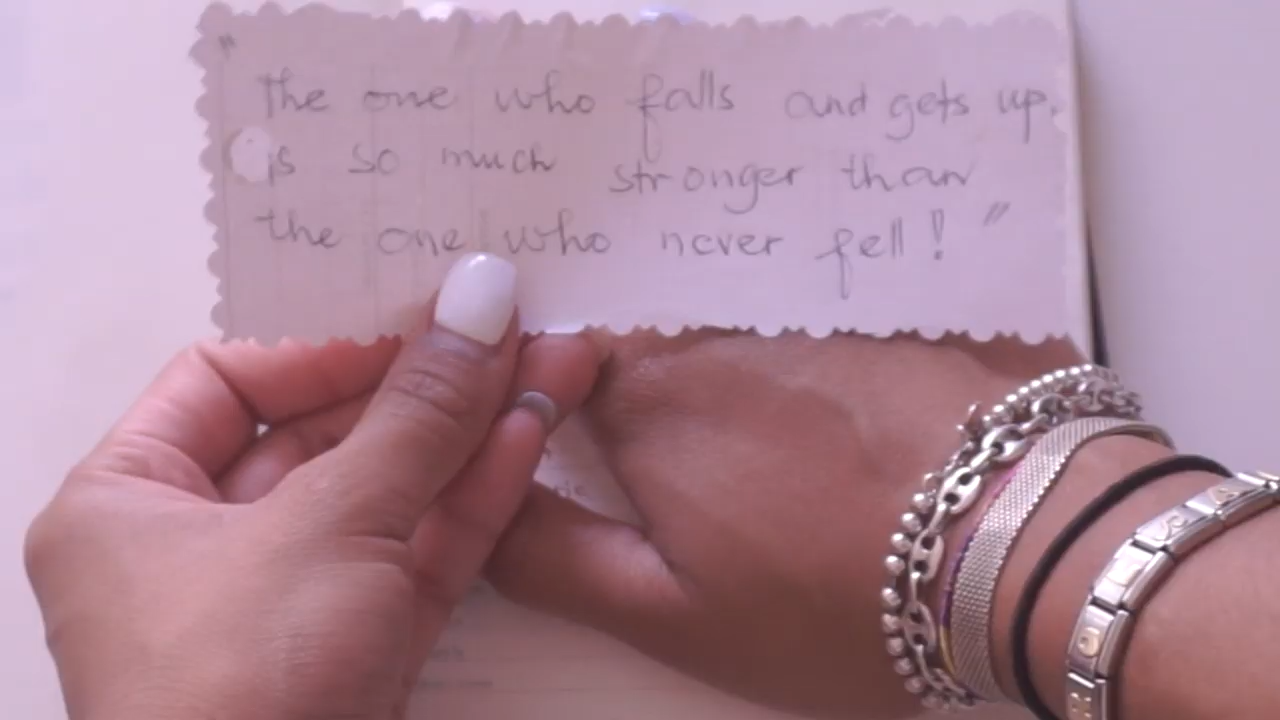 "The one who falls and gets up,
is so much stronger than
the one who never fell!"